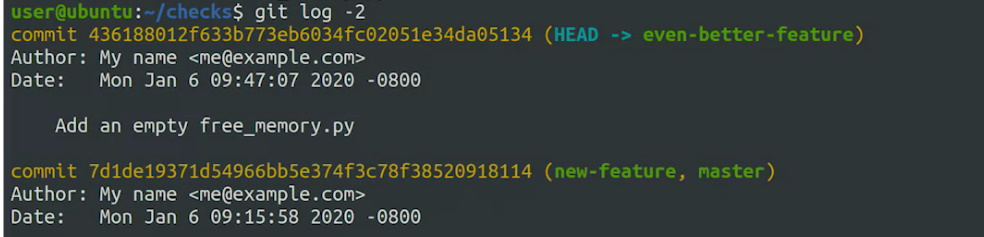 user@ubuntu:~/checks$ git log -2
commit 436188012f633b773eb6034fc02051e34da05134 (HEAD -> even-better-feature)
Author: My name <me@example.com>
Date:   Mon Jan 6 09:47:07 2020 -0800
    Add an empty free_memory.py
commit 7d1de19371d54966bb5e374f3c78f38520918114 (new-feature, master)
Author: My name <me@example.com>
Date:   Mon Jan 6 09:15:58 2020 -0800